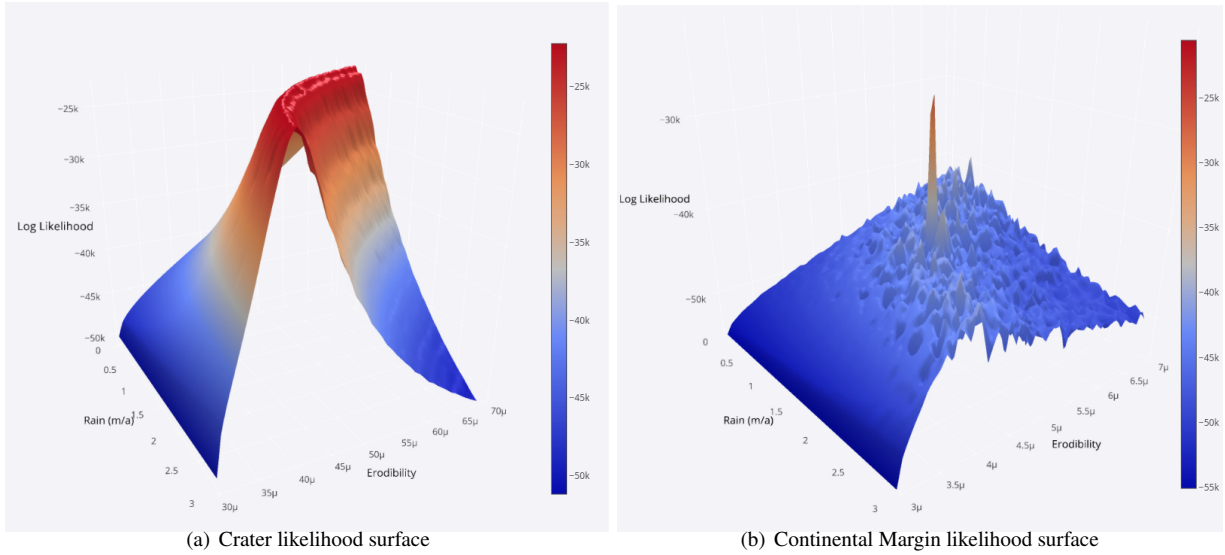 −25k
−30k
−35k
Log Likelihood
−40k
−45k
−50k
0
0.5
1
1.5
Rain (m/a)
2
2.5
3
30µ
35µ
40µ
45µ
50µ
55µ
60µ
65µ
70µ
Erodibility
−25k
−30k
−35k
−40k
−45k
−50k
(a) Crater likelihood surface
−30k
Log Likelihood
−40k
−50k
0
0.5
1
1.5
Rain (m/a)
2
2.5
3
3µ
3.5µ
4µ
4.5µ
5µ
5.5µ
6µ
6.5µ
7µ
Erodibility
−25k
−30k
−35k
−40k
−45k
−50k
−55k
(b) Continental Margin likelihood surface